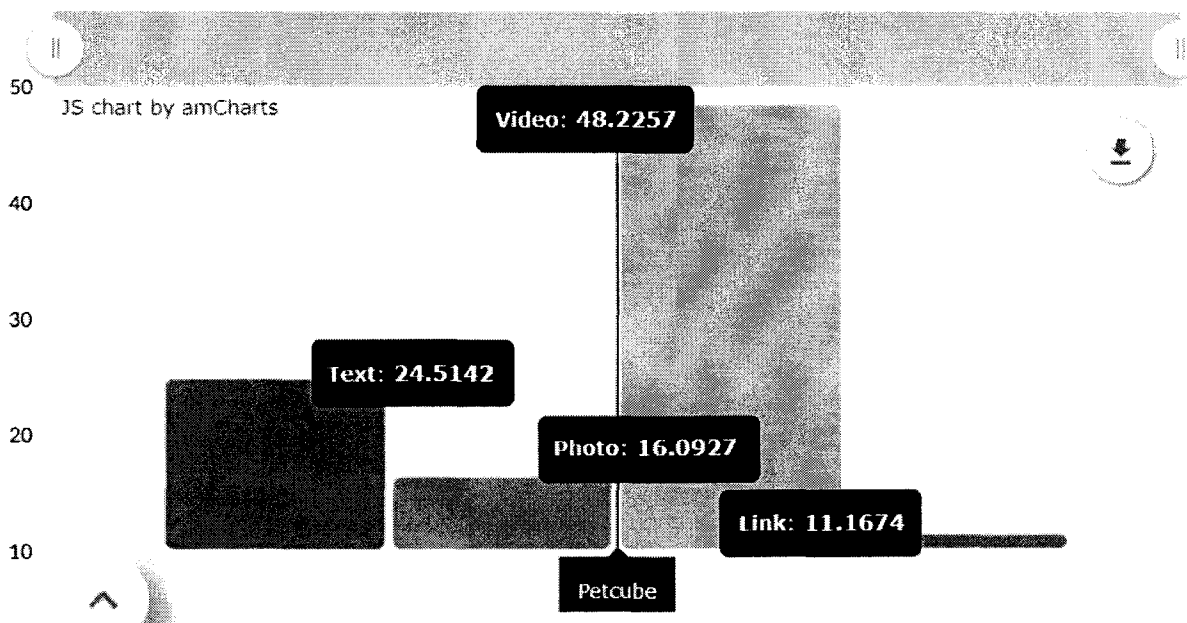 50
JS chart by amCharts
Video: 48.2257
40
30
Text: 24.5142
20
Photo: 16.0927
Link: 11.1674
10
Petcube